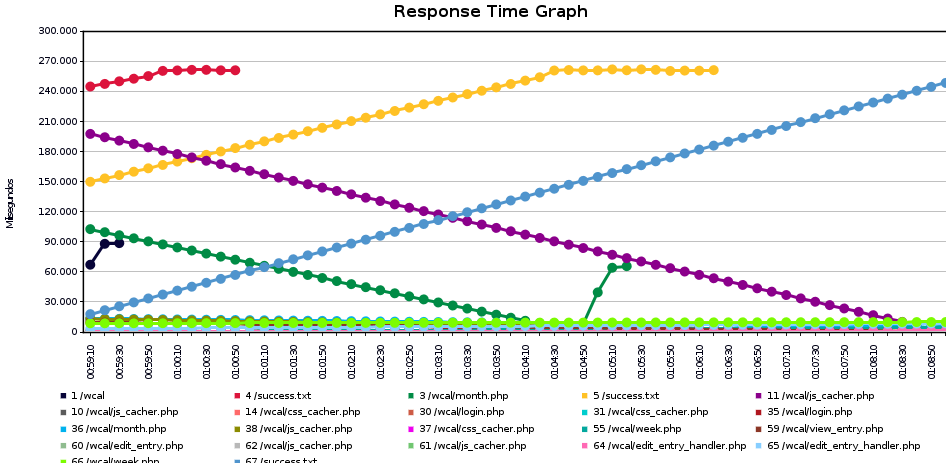 Response Time Graph
300.000
270.000
240.000
210.000
180.000
150.000
120.000
90.000
60.000
30.000
0
Milisegundos
00:59:10 00:59:30 00:59:50 01:00:10 01:00:30 01:00:50 01:01:10 01:01:30 01:01:50 01:02:10 01:02:30 01:02:50 01:03:10 01:03:30 01:03:50 01:04:10 01:04:30 01:04:50 01:05:10 01:05:30 01:05:50 01:06:10 01:06:30 01:06:50 01:07:10 01:07:30 01:07:50 01:08:10 01:08:30 01:08:50
1 /wcal 4 /success.txt 3 /wcal/month.php 5 /success.txt 11 /wcal/js_cacher.php
10 /wcal/js_cacher.php 14 /wcal/css_cacher.php 30 /wcal/login.php 31 /wcal/css_cacher.php 35 /wcal/login.php
36 /wcal/month.php 38 /wcal/js_cacher.php 37 /wcal/css_cacher.php 55 /wcal/week.php 59 /wcal/view_entry.php
60 /wcal/edit_entry.php 62 /wcal/js_cacher.php 61 /wcal/js_cacher.php 64 /wcal/edit_entry_handler.php 65 /wcal/edit_entry_handler.php
66 /wcal/week.php 67 /success.txt